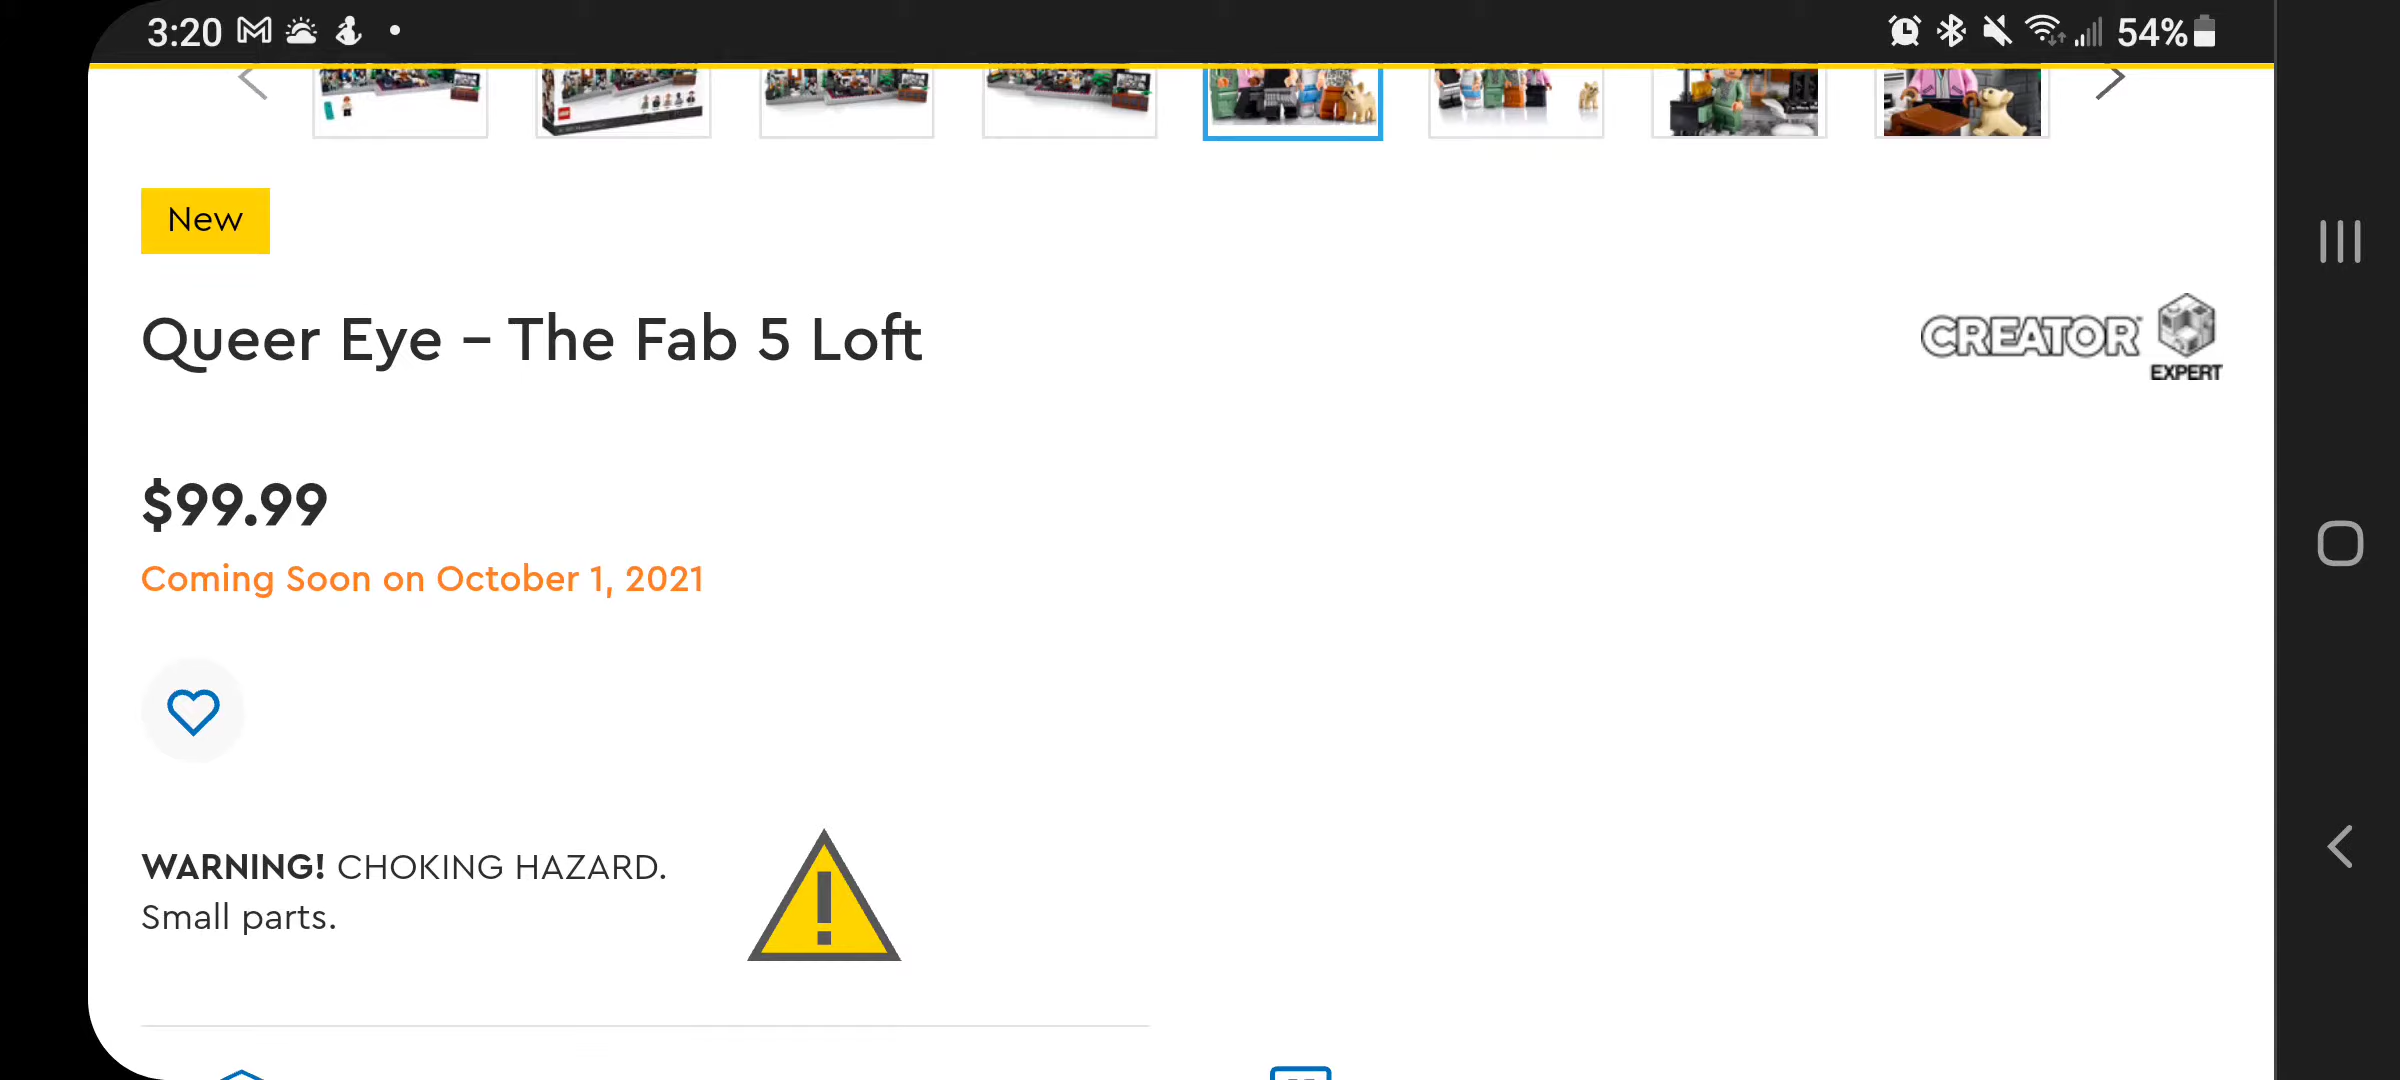 3:20
54%
New
Queer Eye – The Fab 5 Loft
CREATOR
EXPERT
$99.99
Coming Soon on October 1, 2021
WARNING! CHOKING HAZARD.
Small parts.